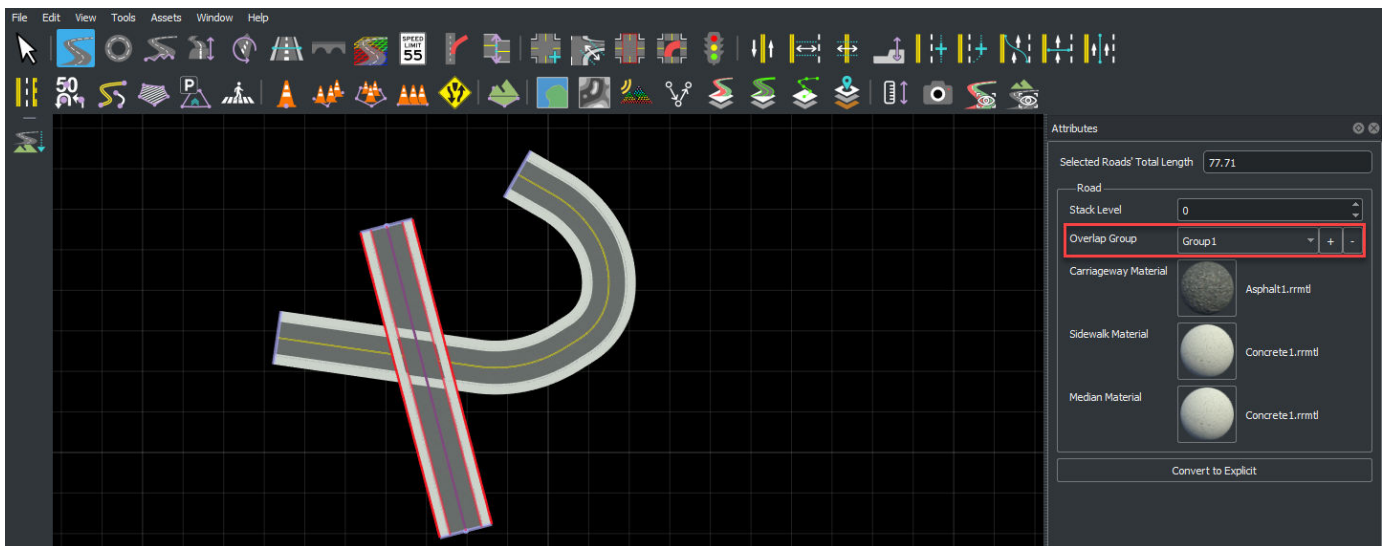 File Edit View Tools Assets Window Help
SPEED
LIMIT
55
50
P
Attributes
Selected Roads' Total Length 77.71
Road
Stack Level 0
Overlap Group Group1 + -
Carriageway Material Asphalt1.rrmtl
Sidewalk Material Concrete1.rrmtl
Median Material Concrete1.rrmtl
Convert to Explicit